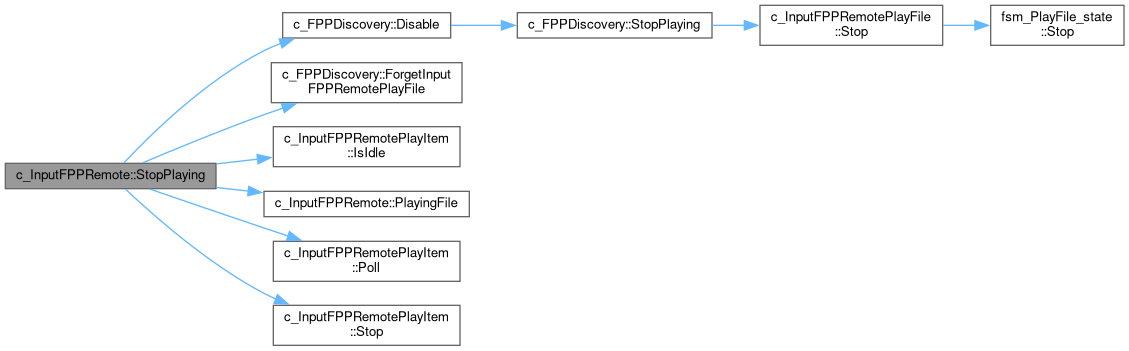 c_InputFPPRemote::StopPlaying
c_FPPDiscovery::Disable
c_FPPDiscovery::StopPlaying
c_InputFPPRemotePlayFile
::Stop
fsm_PlayFile_state
::Stop
c_FPPDiscovery::ForgetInput
FPPRemotePlayFile
c_InputFPPRemotePlayItem
::IsIdle
c_InputFPPRemote::PlayingFile
c_InputFPPRemotePlayItem
::Poll
c_InputFPPRemotePlayItem
::Stop